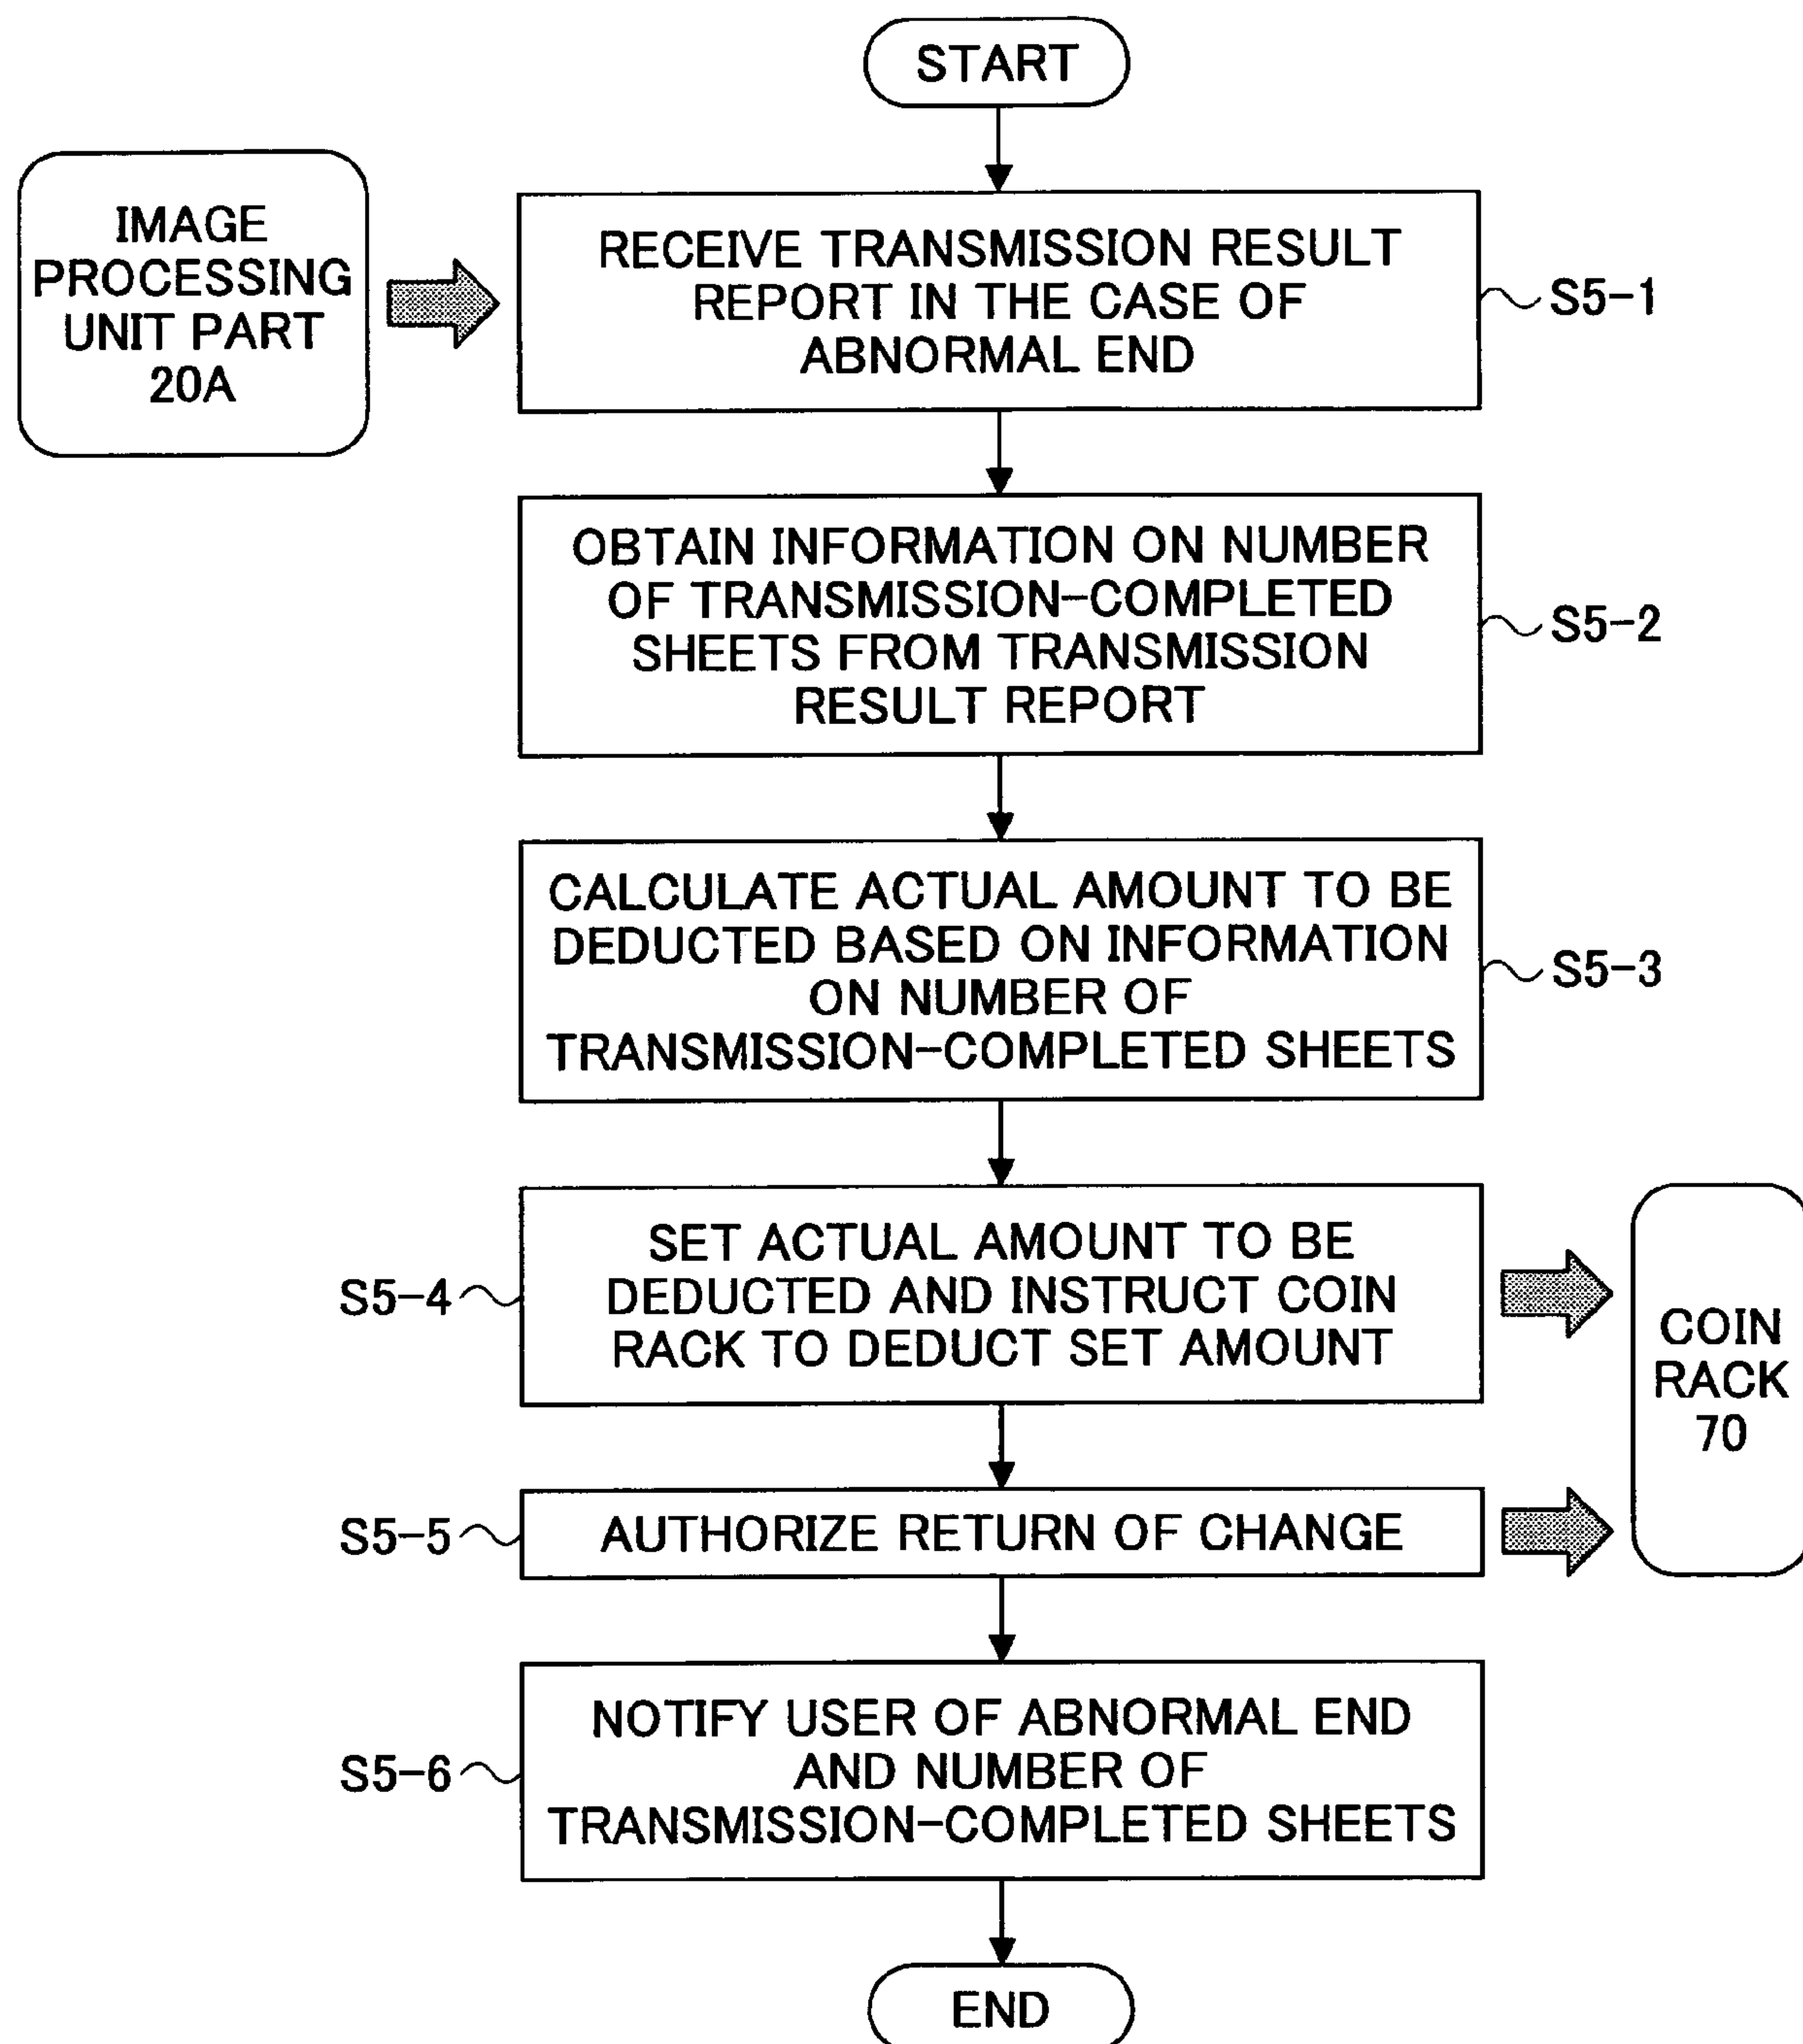 START
IMAGE
PROCESSING
UNIT PART
20A
RECEIVE TRANSMISSION RESULT
REPORT IN THE CASE OF
ABNORMAL END
S5-1
OBTAIN INFORMATION ON NUMBER
OF TRANSMISSION-COMPLETED
SHEETS FROM TRANSMISSION
RESULT REPORT
S5-2
CALCULATE ACTUAL AMOUNT TO BE
DEDUCTED BASED ON INFORMATION
ON NUMBER OF
TRANSMISSION-COMPLETED SHEETS
S5-3
S5-4
SET ACTUAL AMOUNT TO BE
DEDUCTED AND INSTRUCT COIN
RACK TO DEDUCT SET AMOUNT
COIN
RACK
70
S5-5
AUTHORIZE RETURN OF CHANGE
S5-6
NOTIFY USER OF ABNORMAL END
AND NUMBER OF
TRANSMISSION-COMPLETED SHEETS
END